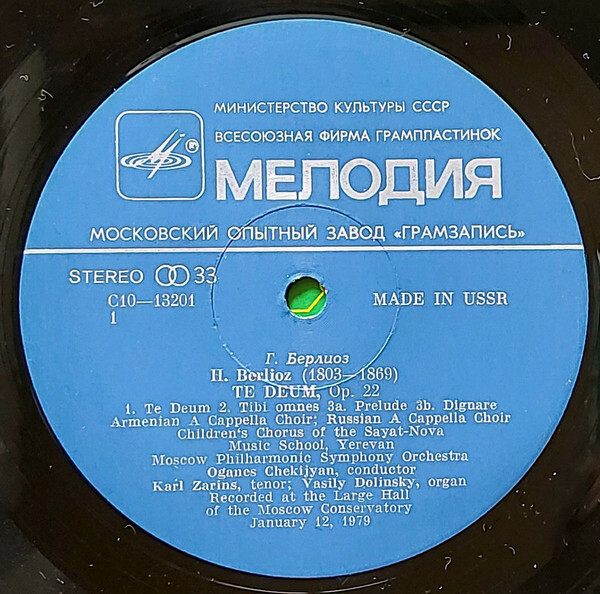 МИНИСТЕРСТВО КУЛЬТУРЫ СССР
ВСЕСОЮЗНАЯ ФИРМА ГРАМПЛАСТИНОК
®
МЕЛОДИЯ
МОСКОВСКИЙ ОПЫТНЫЙ ЗАВОД «ГРАМЗАПИСЬ»
STEREO 33
С10—13201
1
MADE IN USSR
Г. Берлиоз
H. Berlioz (1803—1869)
TE DEUM, Op. 22
1. Te Deum 2. Tibi omnes 3a. Prelude 3b. Dignare
Armenian A Cappella Choir; Russian A Cappella Choir
Children's Chorus of the Sayat-Nova
Music School, Yerevan
Moscow Philharmonic Symphony Orchestra
Oganes Chekijyan, conductor
Karl Zarins, tenor; Vasily Dolinsky, organ
Recorded at the Large Hall
of the Moscow Conservatory
January 12, 1979